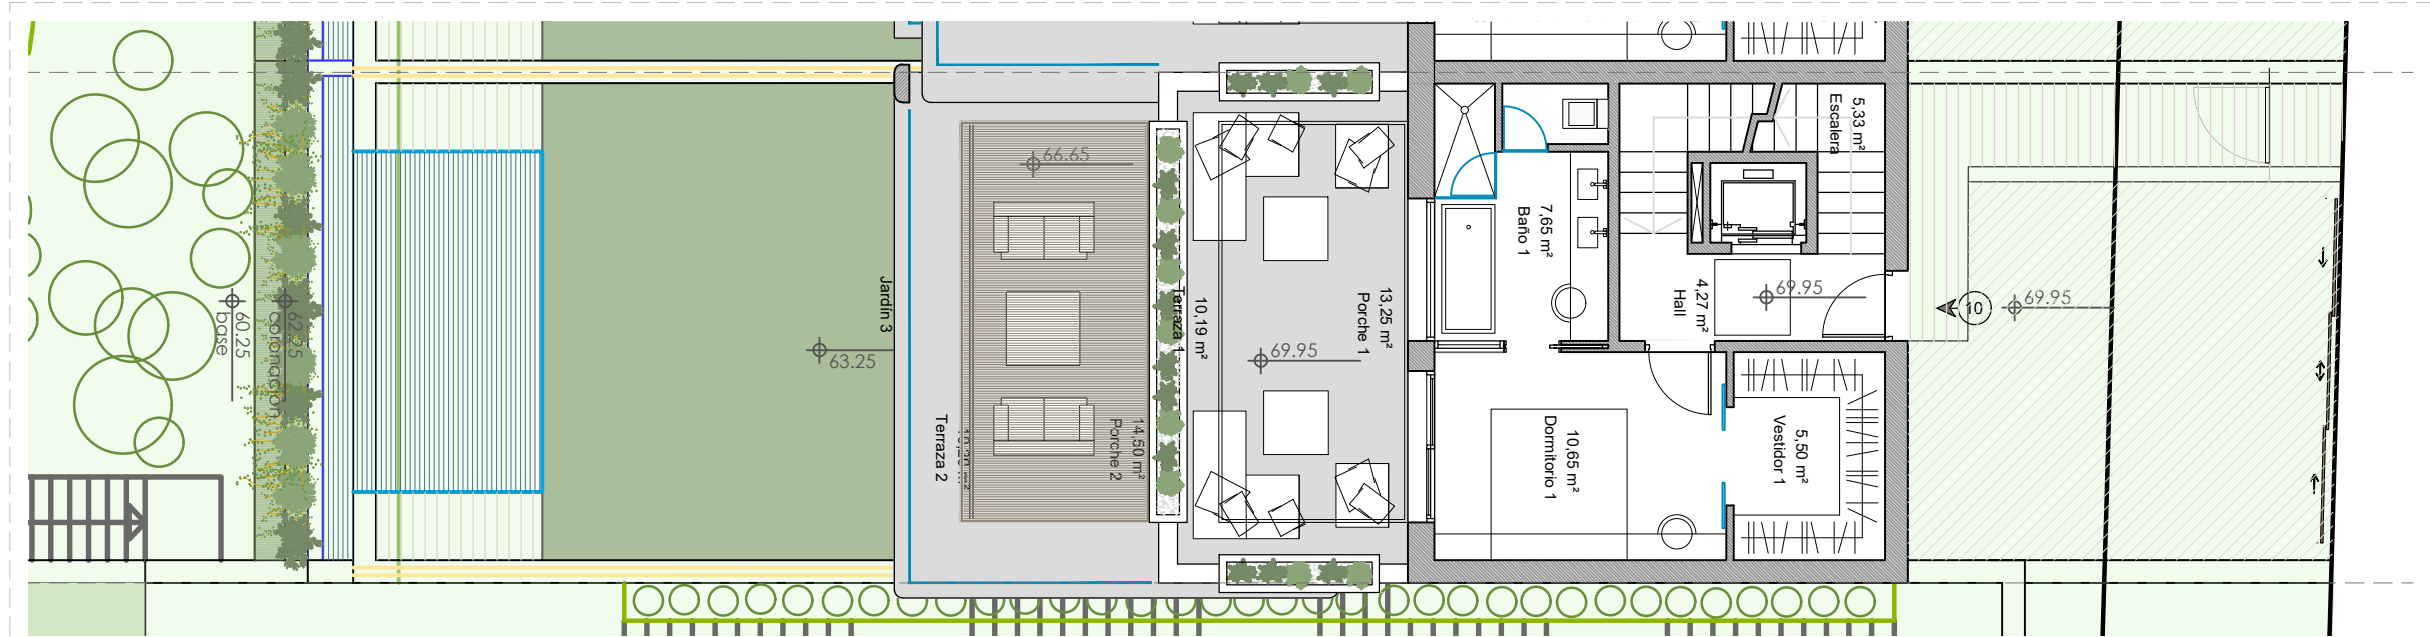 60.25
base
62.25
coronación
Jardín 3
63.25
66.65
Terraza 2
14,50 m²
Porche 2
Terraza 1
10,19 m²
69.95
13,25 m²
Porche 1
7,65 m²
Baño 1
10,65 m²
Dormitorio 1
5,33 m²
Escalera
4,27 m²
Hall
69.95
5,50 m²
Vestidor 1
10
69.95